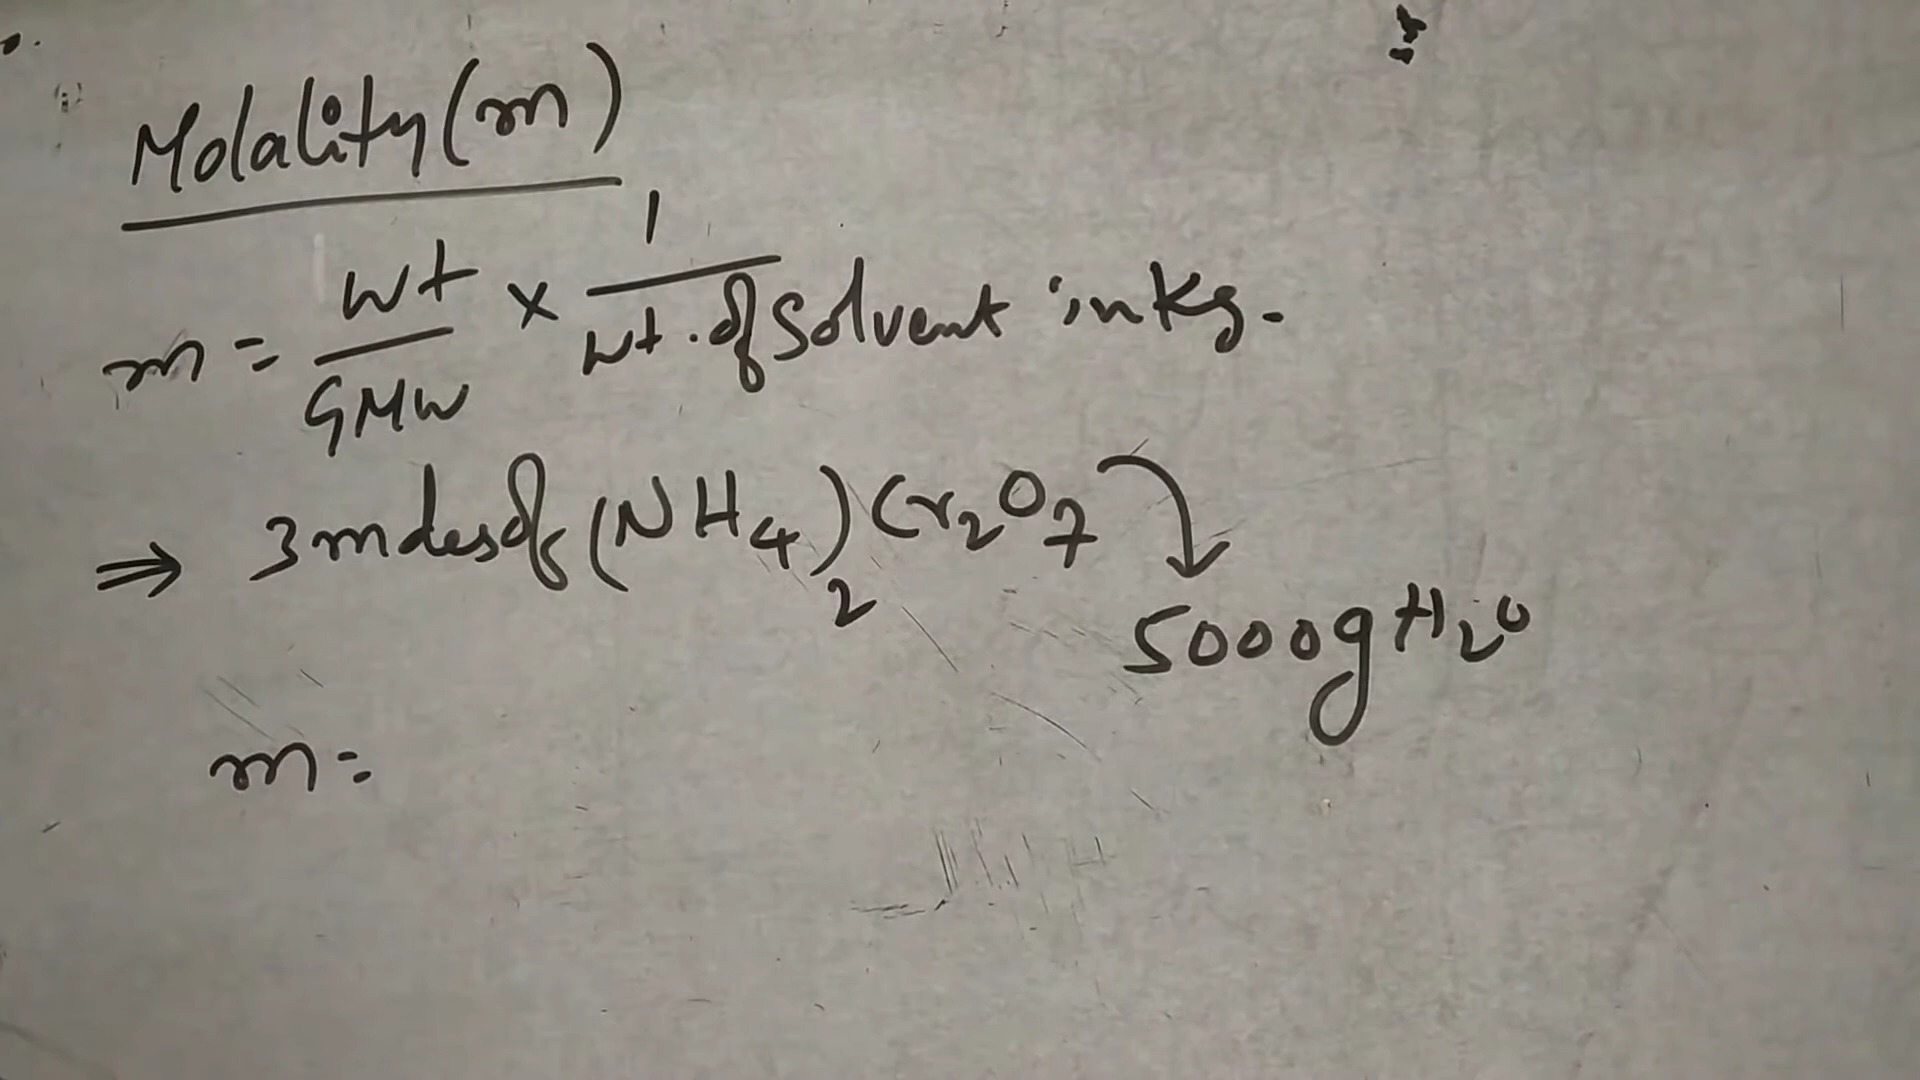 Molality (m)
m = wt/GMW × 1/wt. of Solvent in Kg.
⇒ 3 moles of (NH₄)₂Cr₂O₇
5000g H₂O
m =